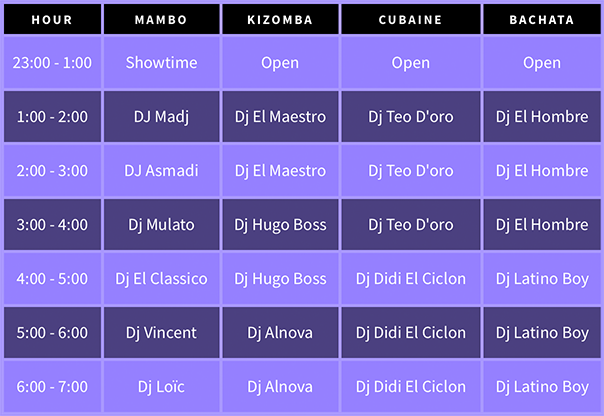 HOUR MAMBO KIZOMBA CUBAINE BACHATA
23:00 - 1:00 Showtime Open Open Open
1:00 - 2:00 DJ Madj Dj El Maestro Dj Teo D'oro Dj El Hombre
2:00 - 3:00 DJ Asmadi Dj El Maestro Dj Teo D'oro Dj El Hombre
3:00 - 4:00 Dj Mulato Dj Hugo Boss Dj Teo D'oro Dj El Hombre
4:00 - 5:00 Dj El Classico Dj Hugo Boss Dj Didi El Ciclon Dj Latino Boy
5:00 - 6:00 Dj Vincent Dj Alnova Dj Didi El Ciclon Dj Latino Boy
6:00 - 7:00 Dj Loïc Dj Alnova Dj Didi El Ciclon Dj Latino Boy